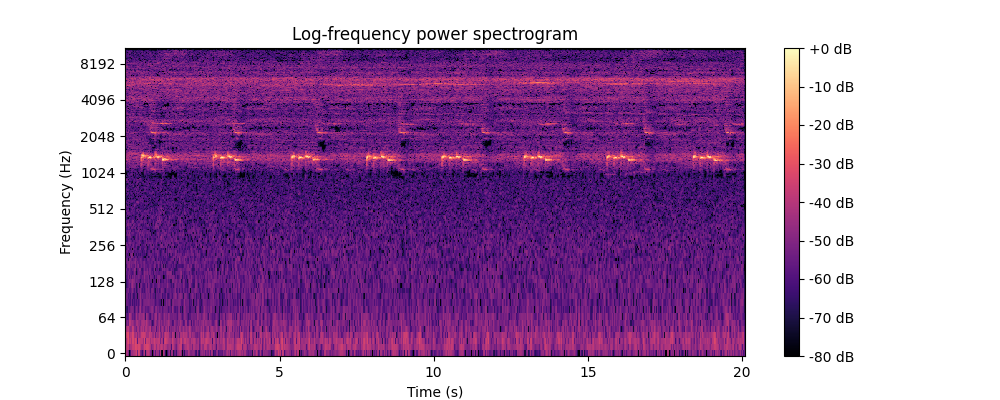 Log-frequency power spectrogram
Frequency (Hz)
8192
4096
2048
1024
512
256
128
64
0
0 5 10 15 20
Time (s)
+0 dB
-10 dB
-20 dB
-30 dB
-40 dB
-50 dB
-60 dB
-70 dB
-80 dB